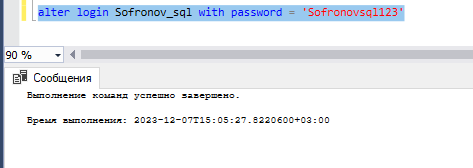 alter login Sofronov_sql with password = 'Sofronovsql123'
90 %
Сообщения
Выполнение команд успешно завершено.
Время выполнения: 2023-12-07T15:05:27.8220600+03:00